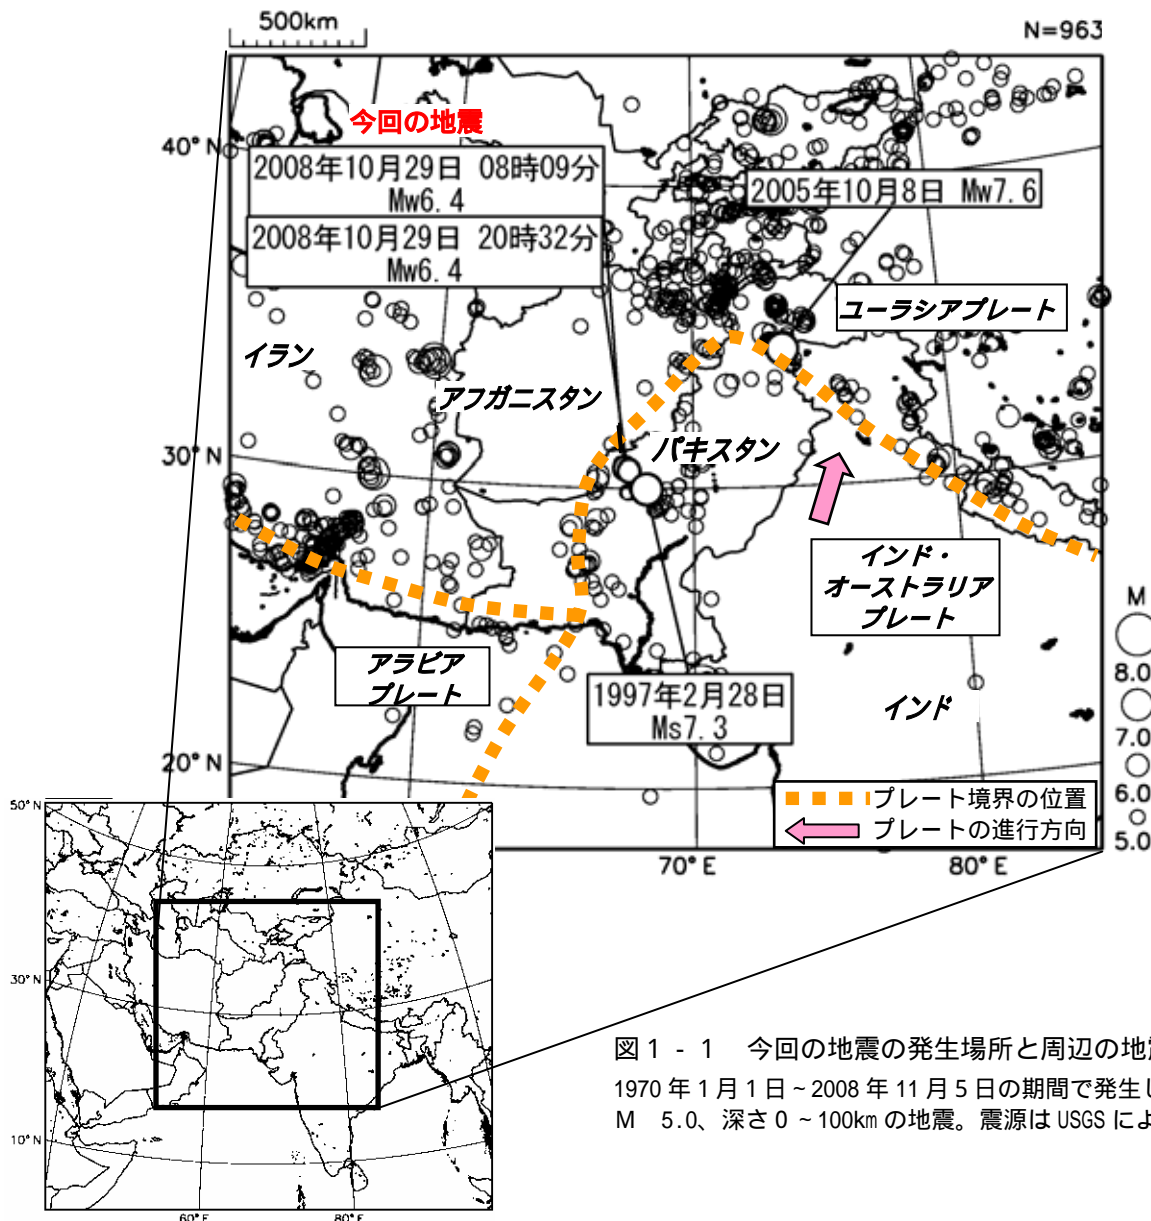 500km
N=963
今回の地震
40°N
2008年10月29日 08時09分
Mw6.4
2008年10月29日 20時32分
Mw6.4
2005年10月8日 Mw7.6
ユーラシアプレート
イラン
アフガニスタン
パキスタン
30°N
インド・
オーストラリア
プレート
アラビア
プレート
1997年2月28日
Ms7.3
インド
M
8.0
7.0
6.0
5.0
20°N
プレート境界の位置
プレートの進行方向
70°E
80°E
50°N
30°N
10°N
60°E
80°E
図1-1 今回の地震の発生場所と周辺の地
1970年1月1日~2008年11月5日の期間で発生し
M 5.0、深さ0~100kmの地震。震源はUSGSによ